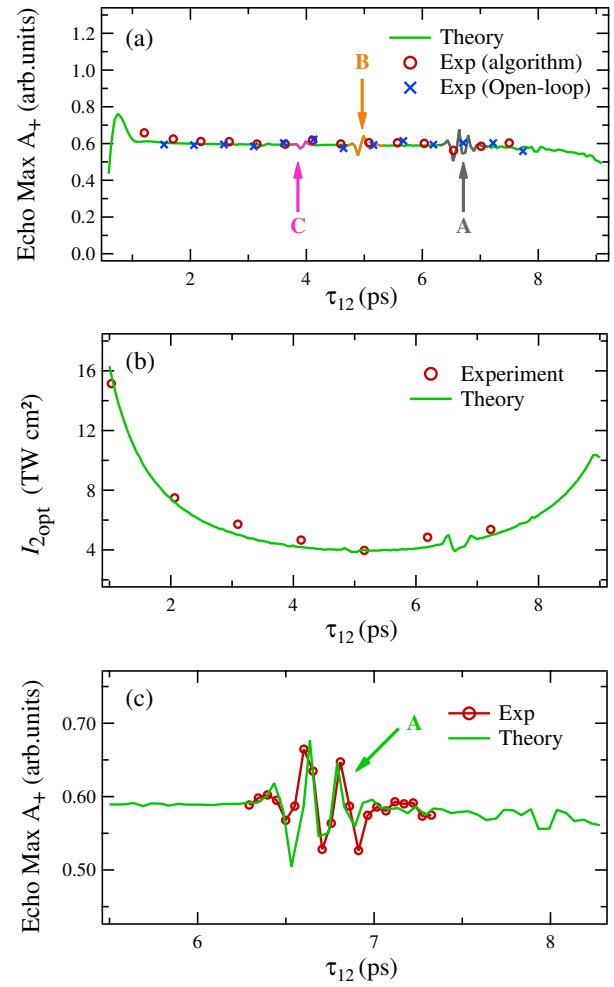 (a)
Theory
Exp (algorithm)
Exp (Open-loop)
B
C
A
Echo Max A₊ (arb.units)
1.2
1.0
0.8
0.6
0.4
0.2
0.0
2
4
6
8
τ₁₂ (ps)
(b)
Experiment
Theory
I₂opt (TW cm²)
16
12
8
4
2
4
6
8
τ₁₂ (ps)
(c)
Exp
Theory
A
Echo Max A₊ (arb.units)
0.70
0.60
0.50
6
7
8
τ₁₂ (ps)